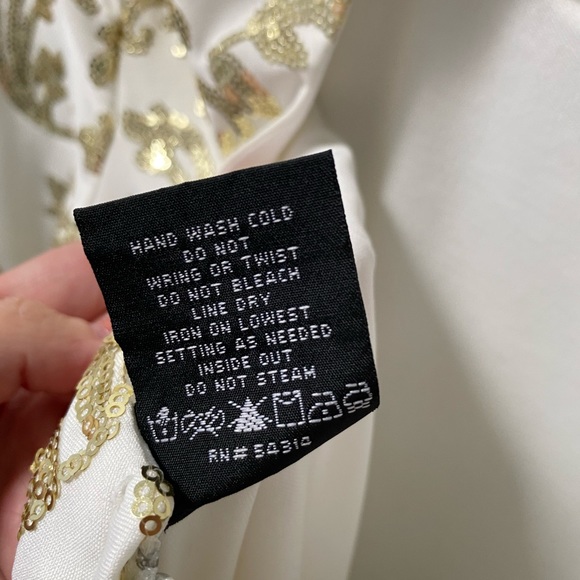 HAND WASH COLD
DO NOT
WRING OR TWIST
DO NOT BLEACH
LINE DRY
IRON ON LOWEST
SETTING AS NEEDED
INSIDE OUT
DO NOT STEAM
RN# 54314